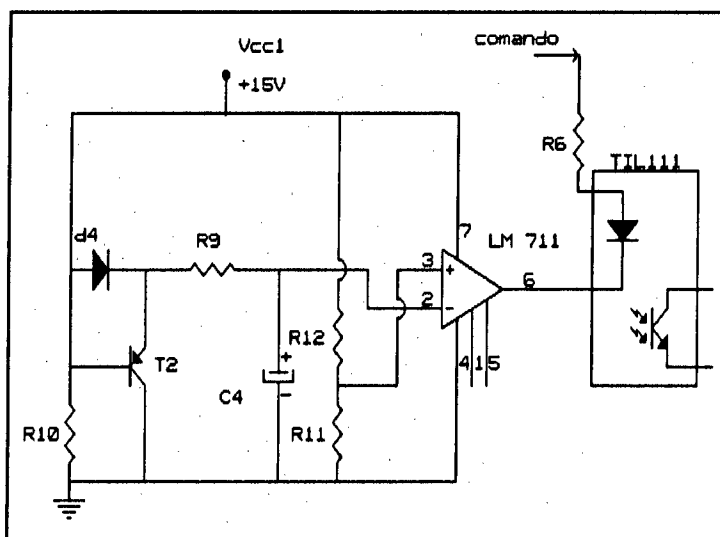 Vcc1
+15V
comando
R6
TIL111
d4
R9
7
LM 711
3
+
6
2
-
R12
T2
C4
+
-
4 1 5
R10
R11